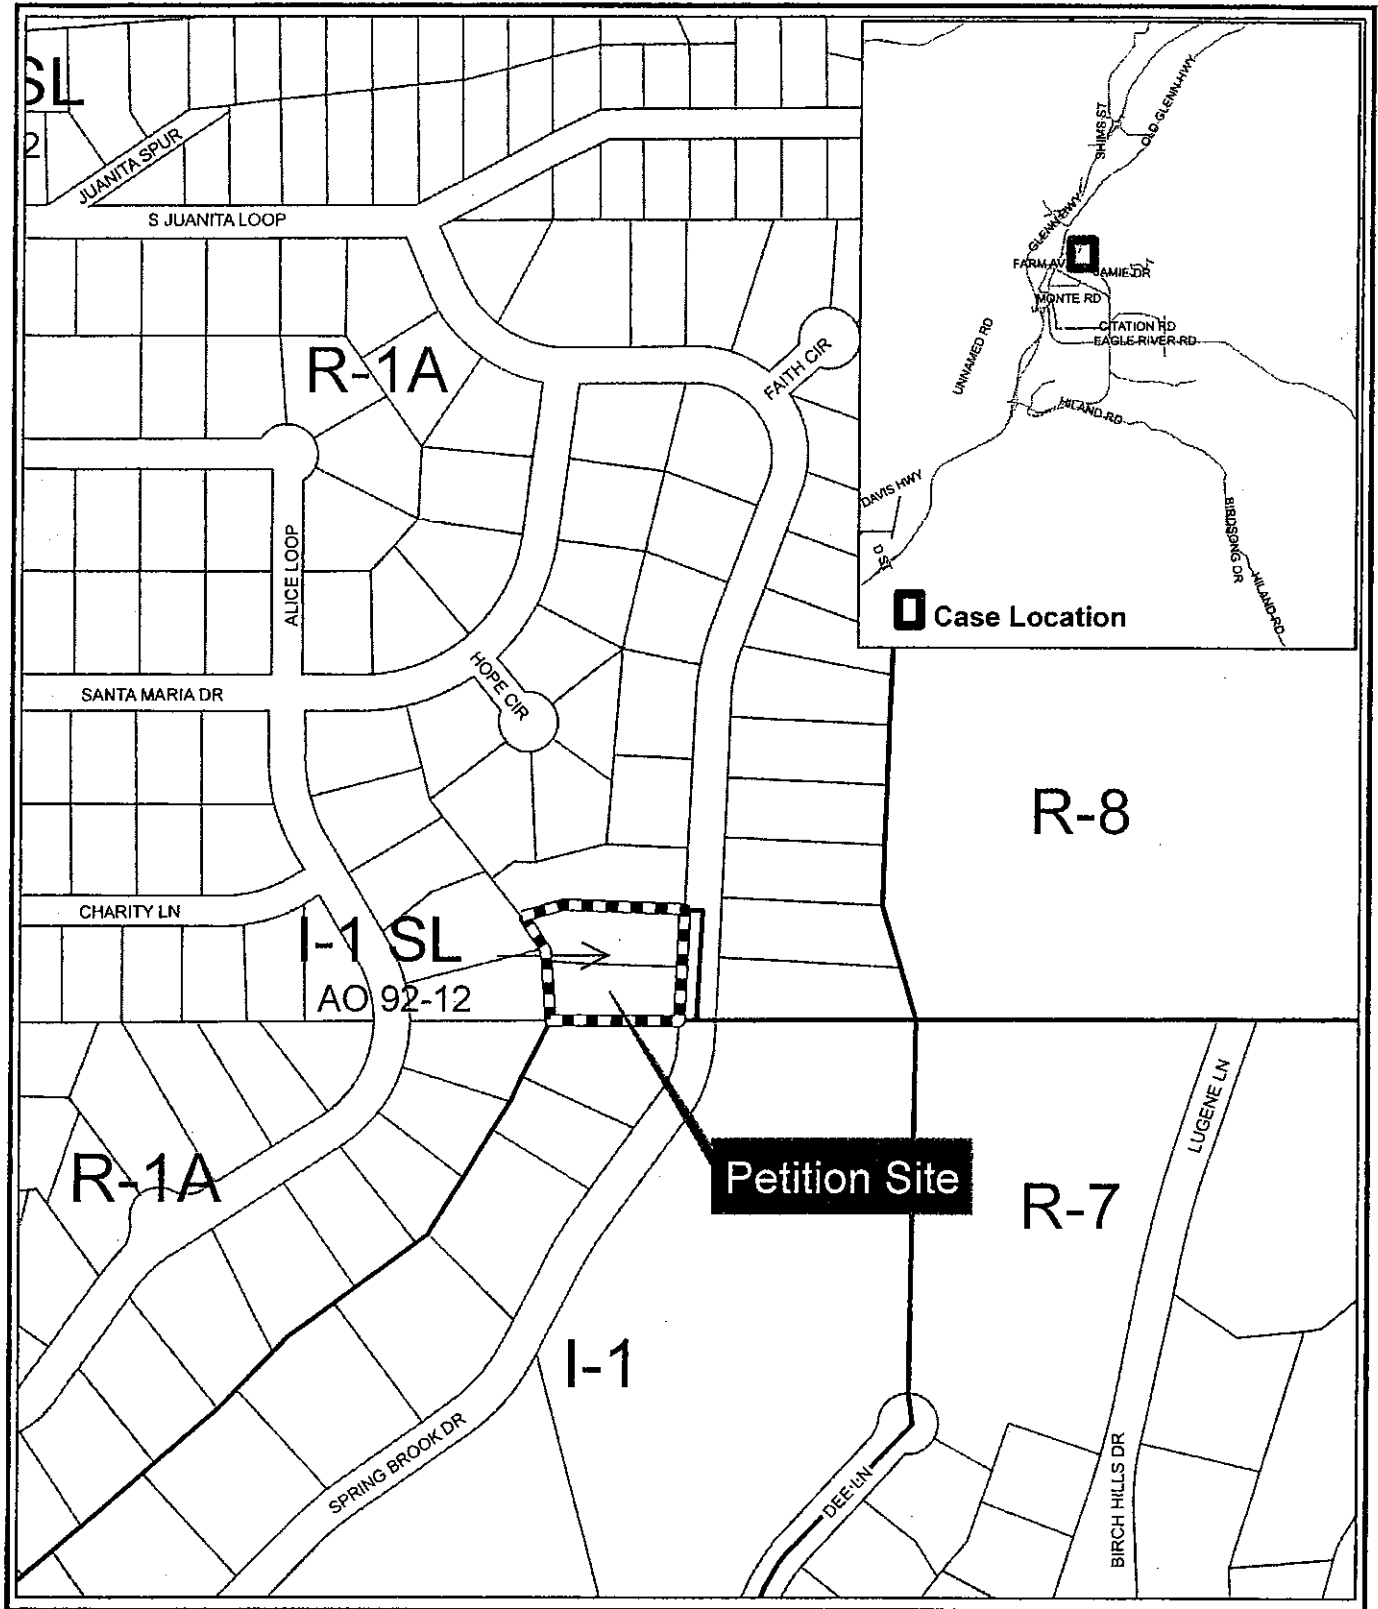 SL
2
JUANITA SPUR
S JUANITA LOOP
R-1A
FAITH CIR
ALICE LOOP
HOPE CIR
SANTA MARIA DR
CHARITY LN
I-1 SL
AO 92-12
R-8
R-1A
Petition Site
R-7
LUGENE LN
I-1
SPRING BROOK DR
DEE LN
BIRCH HILLS DR
SHIMS ST
OLD GLENN HWY
GLENN HWY
FARM AV
JAMIE DR
MONTE RD
CITATION RD
EAGLE RIVER RD
UNNAMED RD
HILAND RD
DAVIS HWY
D ST
BIRDSONG DR
HILAND RD
Case Location